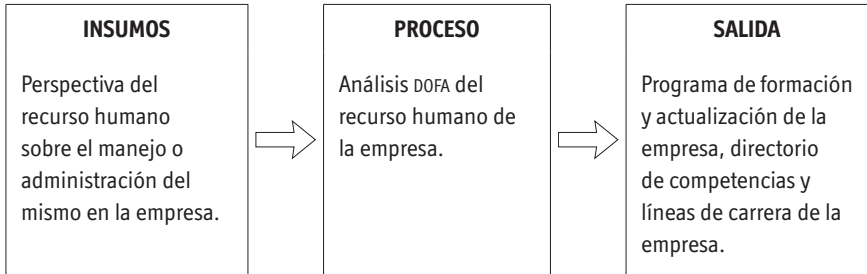 INSUMOS
Perspectiva del
recurso humano
sobre el manejo o
administración del
mismo en la empresa.
PROCESO
Análisis DOFA del
recurso humano de
la empresa.
SALIDA
Programa de formación
y actualización de la
empresa, directorio
de competencias y
líneas de carrera de la
empresa.